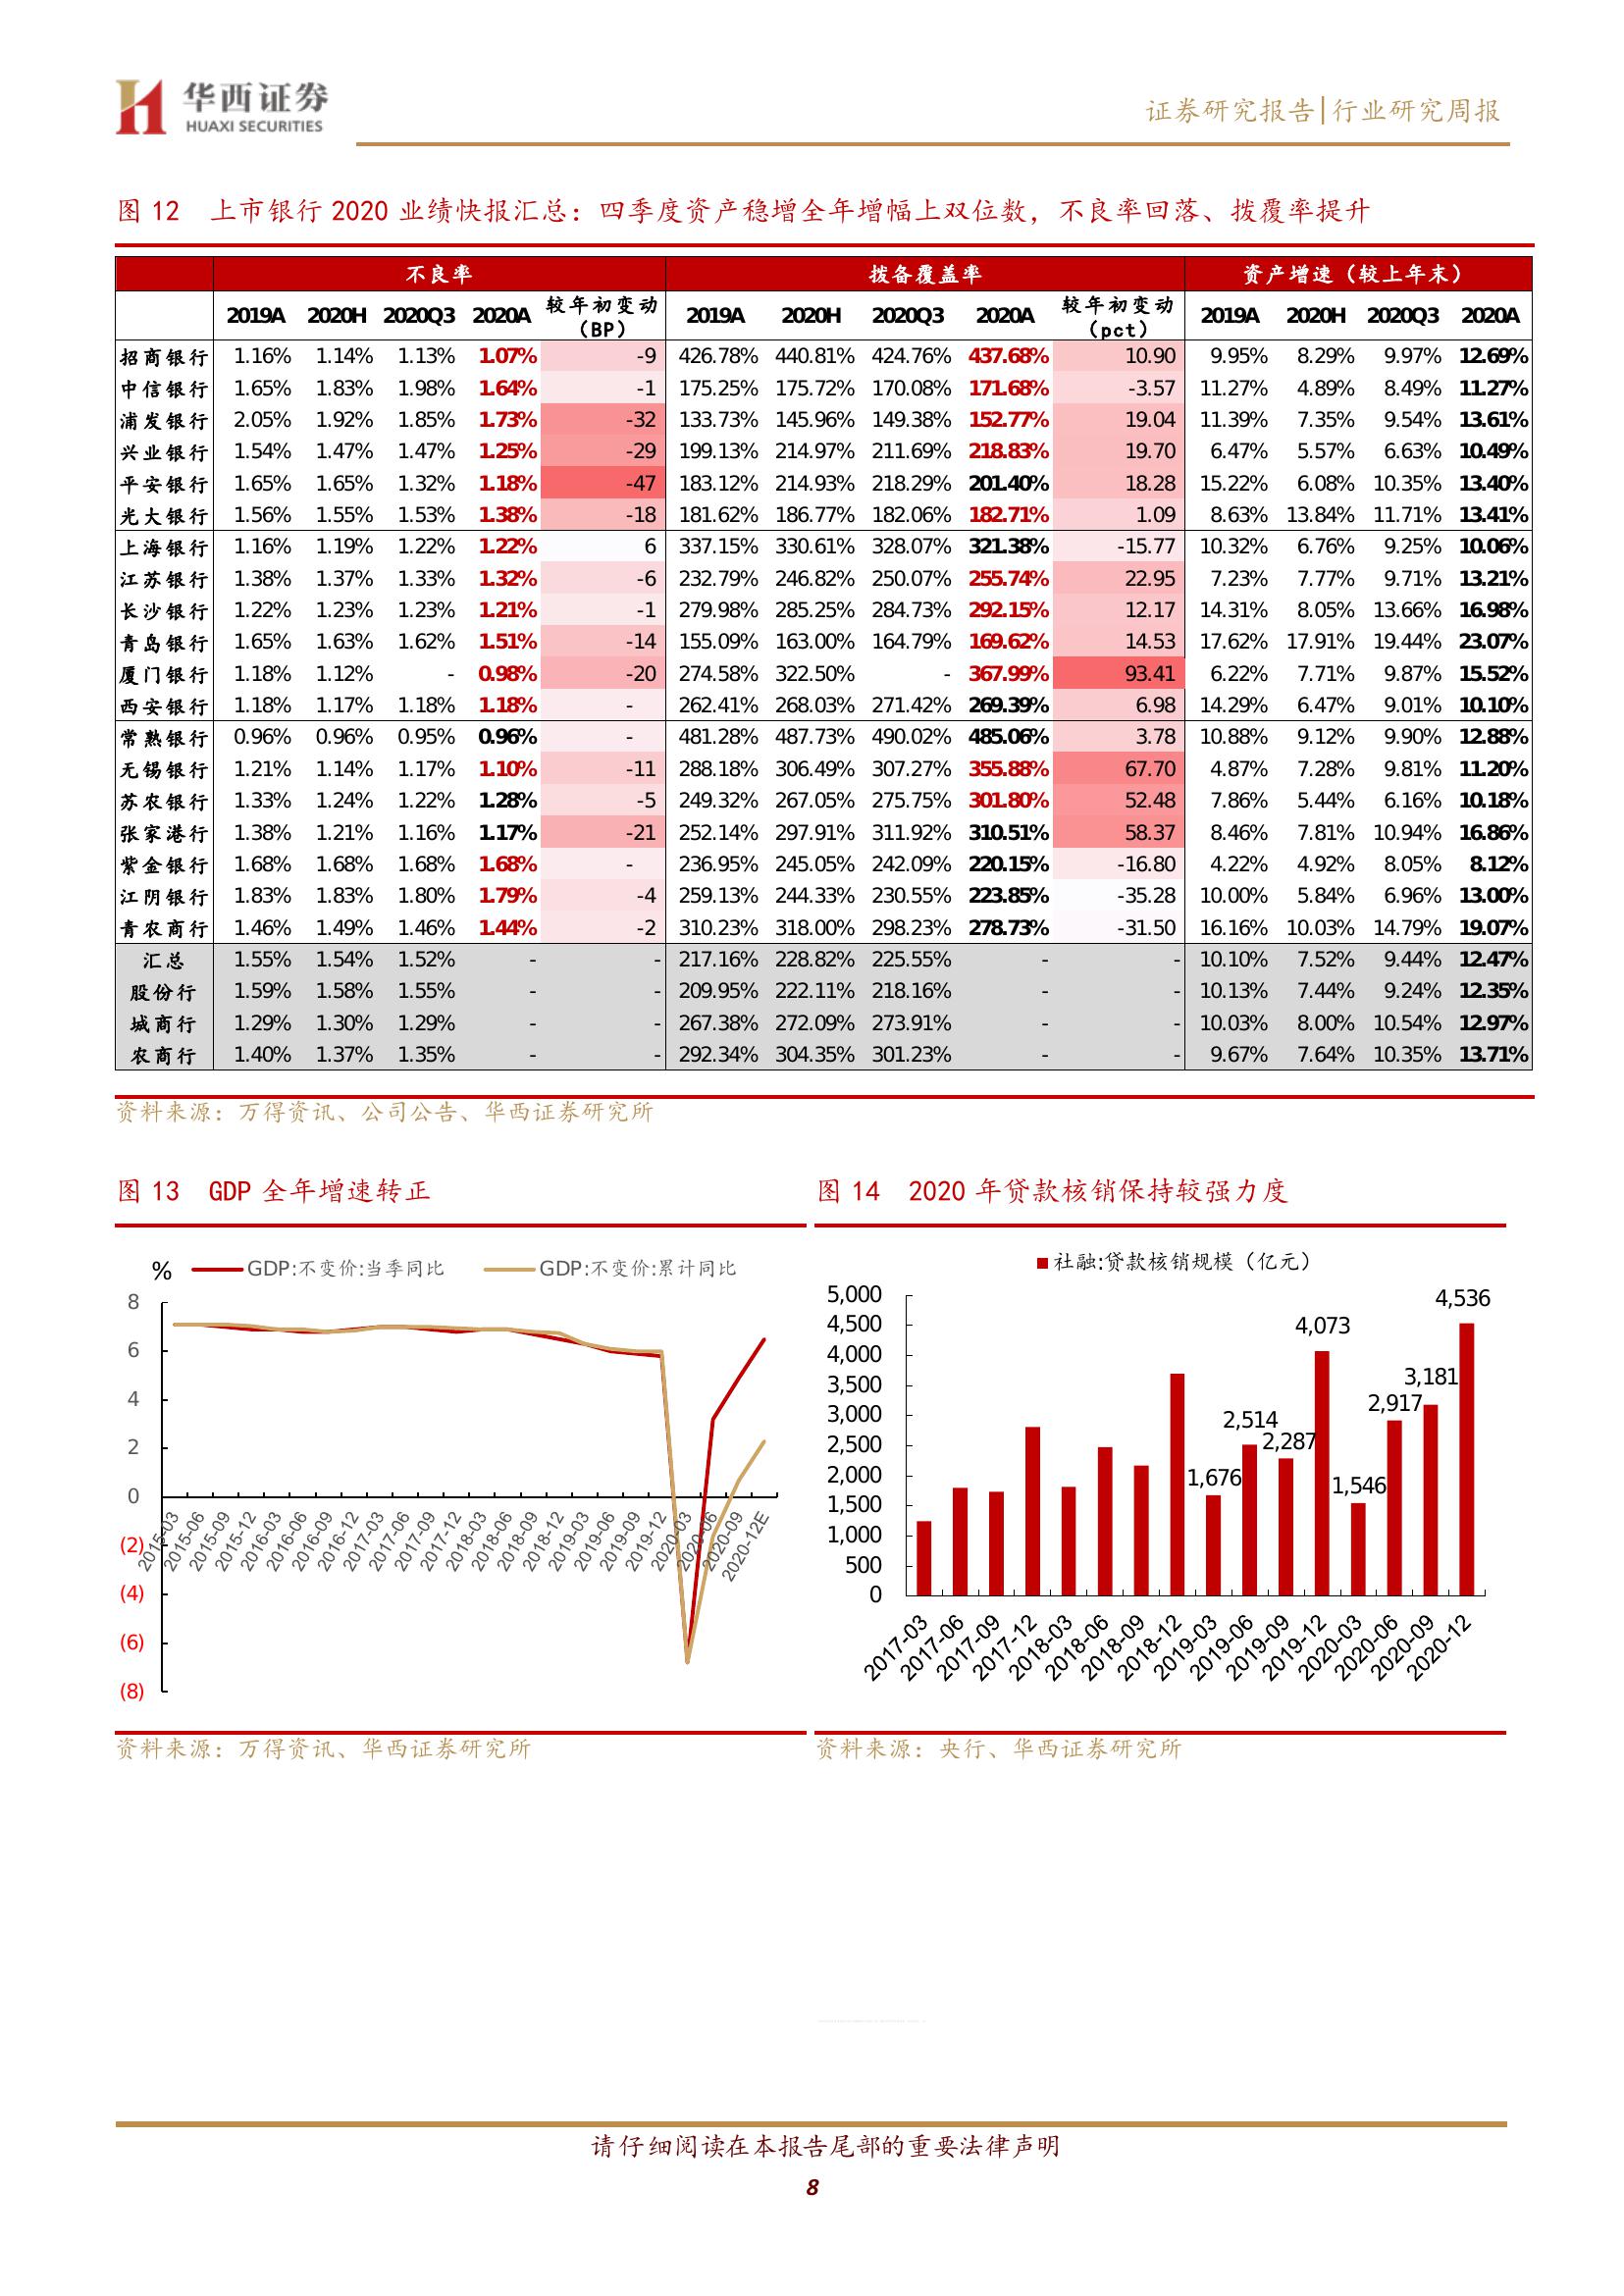 华西证券
HUAXI SECURITIES
证券研究报告|行业研究周报
图 12 上市银行 2020 业绩快报汇总：四季度资产稳增全年增幅上双位数，不良率回落、拨覆率提升
不良率 拨备覆盖率 资产增速（较上年末）
2019A 2020H 2020Q3 2020A 较年初变动（BP） 2019A 2020H 2020Q3 2020A 较年初变动（pct） 2019A 2020H 2020Q3 2020A
招商银行 1.16% 1.14% 1.13% 1.07% -9 426.78% 440.81% 424.76% 437.68% 10.90 9.95% 8.29% 9.97% 12.69%
中信银行 1.65% 1.83% 1.98% 1.64% -1 175.25% 175.72% 170.08% 171.68% -3.57 11.27% 4.89% 8.49% 11.27%
浦发银行 2.05% 1.92% 1.85% 1.73% -32 133.73% 145.96% 149.38% 152.77% 19.04 11.39% 7.35% 9.54% 13.61%
兴业银行 1.54% 1.47% 1.47% 1.25% -29 199.13% 214.97% 211.69% 218.83% 19.70 6.47% 5.57% 6.63% 10.49%
平安银行 1.65% 1.65% 1.32% 1.18% -47 183.12% 214.93% 218.29% 201.40% 18.28 15.22% 6.08% 10.35% 13.40%
光大银行 1.56% 1.55% 1.53% 1.38% -18 181.62% 186.77% 182.06% 182.71% 1.09 8.63% 13.84% 11.71% 13.41%
上海银行 1.16% 1.19% 1.22% 1.22% 6 337.15% 330.61% 328.07% 321.38% -15.77 10.32% 6.76% 9.25% 10.06%
江苏银行 1.38% 1.37% 1.33% 1.32% -6 232.79% 246.82% 250.07% 255.74% 22.95 7.23% 7.77% 9.71% 13.21%
长沙银行 1.22% 1.23% 1.23% 1.21% -1 279.98% 285.25% 284.73% 292.15% 12.17 14.31% 8.05% 13.66% 16.98%
青岛银行 1.65% 1.63% 1.62% 1.51% -14 155.09% 163.00% 164.79% 169.62% 14.53 17.62% 17.91% 19.44% 23.07%
厦门银行 1.18% 1.12% - 0.98% -20 274.58% 322.50% - 367.99% 93.41 6.22% 7.71% 9.87% 15.52%
西安银行 1.18% 1.17% 1.18% 1.18% - 262.41% 268.03% 271.42% 269.39% 6.98 14.29% 6.47% 9.01% 10.10%
常熟银行 0.96% 0.96% 0.95% 0.96% - 481.28% 487.73% 490.02% 485.06% 3.78 10.88% 9.12% 9.90% 12.88%
无锡银行 1.21% 1.14% 1.17% 1.10% -11 288.18% 306.49% 307.27% 355.88% 67.70 4.87% 7.28% 9.81% 11.20%
苏农银行 1.33% 1.24% 1.22% 1.28% -5 249.32% 267.05% 275.75% 301.80% 52.48 7.86% 5.44% 6.16% 10.18%
张家港行 1.38% 1.21% 1.16% 1.17% -21 252.14% 297.91% 311.92% 310.51% 58.37 8.46% 7.81% 10.94% 16.86%
紫金银行 1.68% 1.68% 1.68% 1.68% - 236.95% 245.05% 242.09% 220.15% -16.80 4.22% 4.92% 8.05% 8.12%
江阴银行 1.83% 1.83% 1.80% 1.79% -4 259.13% 244.33% 230.55% 223.85% -35.28 10.00% 5.84% 6.96% 13.00%
青农商行 1.46% 1.49% 1.46% 1.44% -2 310.23% 318.00% 298.23% 278.73% -31.50 16.16% 10.03% 14.79% 19.07%
汇总 1.55% 1.54% 1.52% - - 217.16% 228.82% 225.55% - - 10.10% 7.52% 9.44% 12.47%
股份行 1.59% 1.58% 1.55% - - 209.95% 222.11% 218.16% - - 10.13% 7.44% 9.24% 12.35%
城商行 1.29% 1.30% 1.29% - - 267.38% 272.09% 273.91% - - 10.03% 8.00% 10.54% 12.97%
农商行 1.40% 1.37% 1.35% - - 292.34% 304.35% 301.23% - - 9.67% 7.64% 10.35% 13.71%
资料来源：万得资讯、公司公告、华西证券研究所
图 13 GDP 全年增速转正
% GDP:不变价:当季同比 GDP:不变价:累计同比
8
6
4
2
0
(2)
(4)
(6)
(8)
2015-03 2015-06 2015-09 2015-12 2016-03 2016-06 2016-09 2016-12 2017-03 2017-06 2017-09 2017-12 2018-03 2018-06 2018-09 2018-12 2019-03 2019-06 2019-09 2019-12 2020-03 2020-06 2020-09 2020-12E
资料来源：万得资讯、华西证券研究所
图 14 2020 年贷款核销保持较强力度
社融:贷款核销规模（亿元）
5,000
4,500
4,000
3,500
3,000
2,500
2,000
1,500
1,000
500
0
1,676 2,514 2,287 4,073 1,546 2,917 3,181 4,536
2017-03 2017-06 2017-09 2017-12 2018-03 2018-06 2018-09 2018-12 2019-03 2019-06 2019-09 2019-12 2020-03 2020-06 2020-09 2020-12
资料来源：央行、华西证券研究所
请仔细阅读在本报告尾部的重要法律声明
8